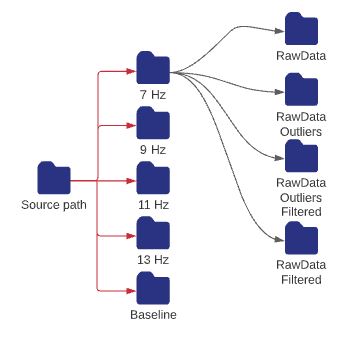 Source path
7 Hz
9 Hz
11 Hz
13 Hz
Baseline
RawData
RawData
Outliers
RawData
Outliers
Filtered
RawData
Filtered